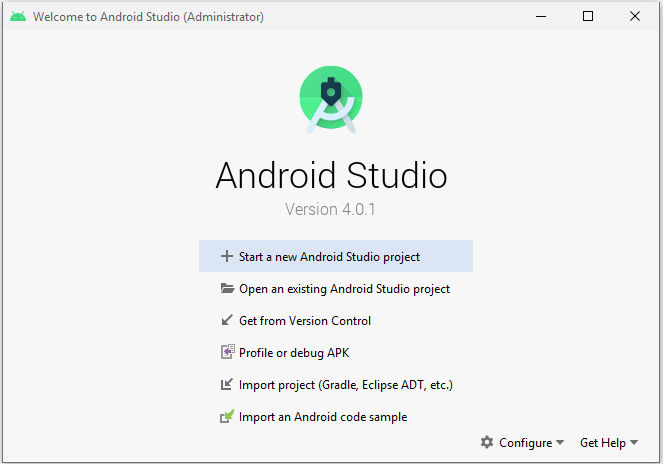 Welcome to Android Studio (Administrator)
Android Studio
Version 4.0.1
Start a new Android Studio project
Open an existing Android Studio project
Get from Version Control
Profile or debug APK
Import project (Gradle, Eclipse ADT, etc.)
Import an Android code sample
Configure Get Help